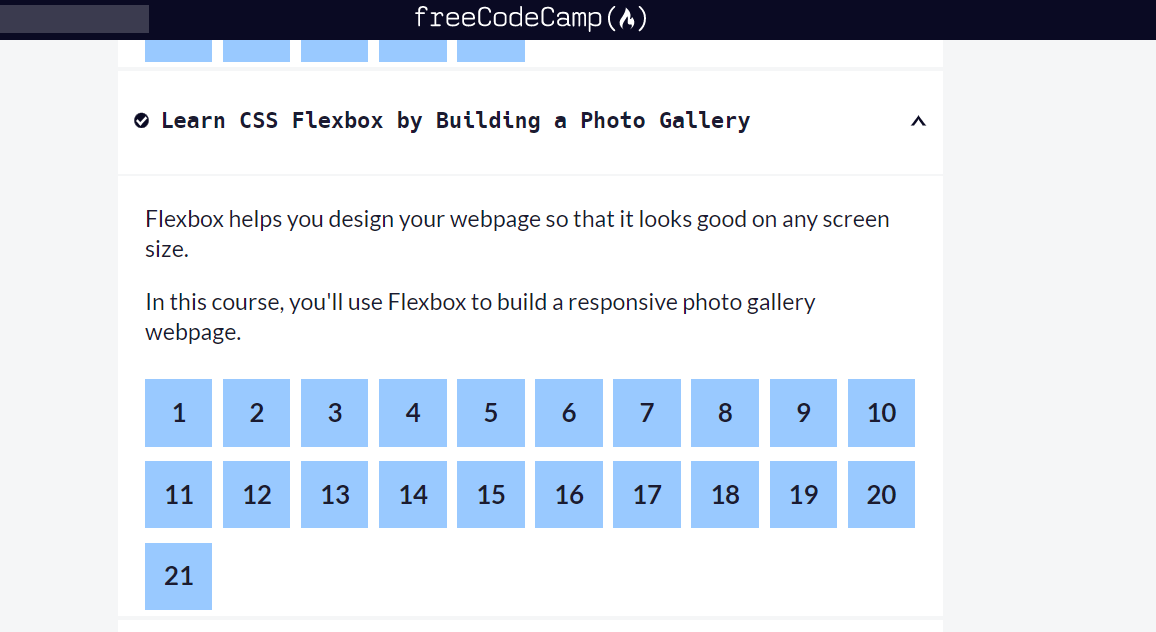 freeCodeCamp
Learn CSS Flexbox by Building a Photo Gallery
Flexbox helps you design your webpage so that it looks good on any screen
size.
In this course, you'll use Flexbox to build a responsive photo gallery
webpage.
1 2 3 4 5 6 7 8 9 10
11 12 13 14 15 16 17 18 19 20
21